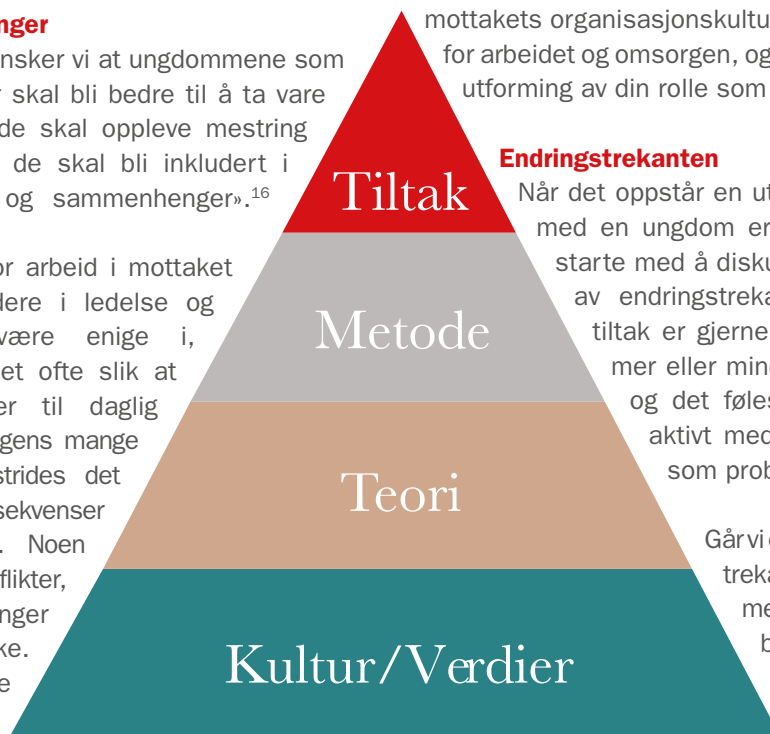 nger
nsker vi at ungdommene som
skal bli bedre til å ta vare
de skal oppleve mestring
de skal bli inkludert i
og sammenhenger».16
or arbeid i mottaket
dere i ledelse og
være enige i,
et ofte slik at
er til daglig
gens mange
strides det
sekvenser
. Noen
flikter,
nger
ke.
e
Tiltak
Metode
Teori
Kultur/Verdier
mottakets organisasjonskultu
for arbeidet og omsorgen, og
utforming av din rolle som
Endringstrekanten
Når det oppstår en ut
med en ungdom er
starte med å disku
av endringstreka
tiltak er gjerne
mer eller mind
og det føles
aktivt med
som prob
Går vi
treka
me
b